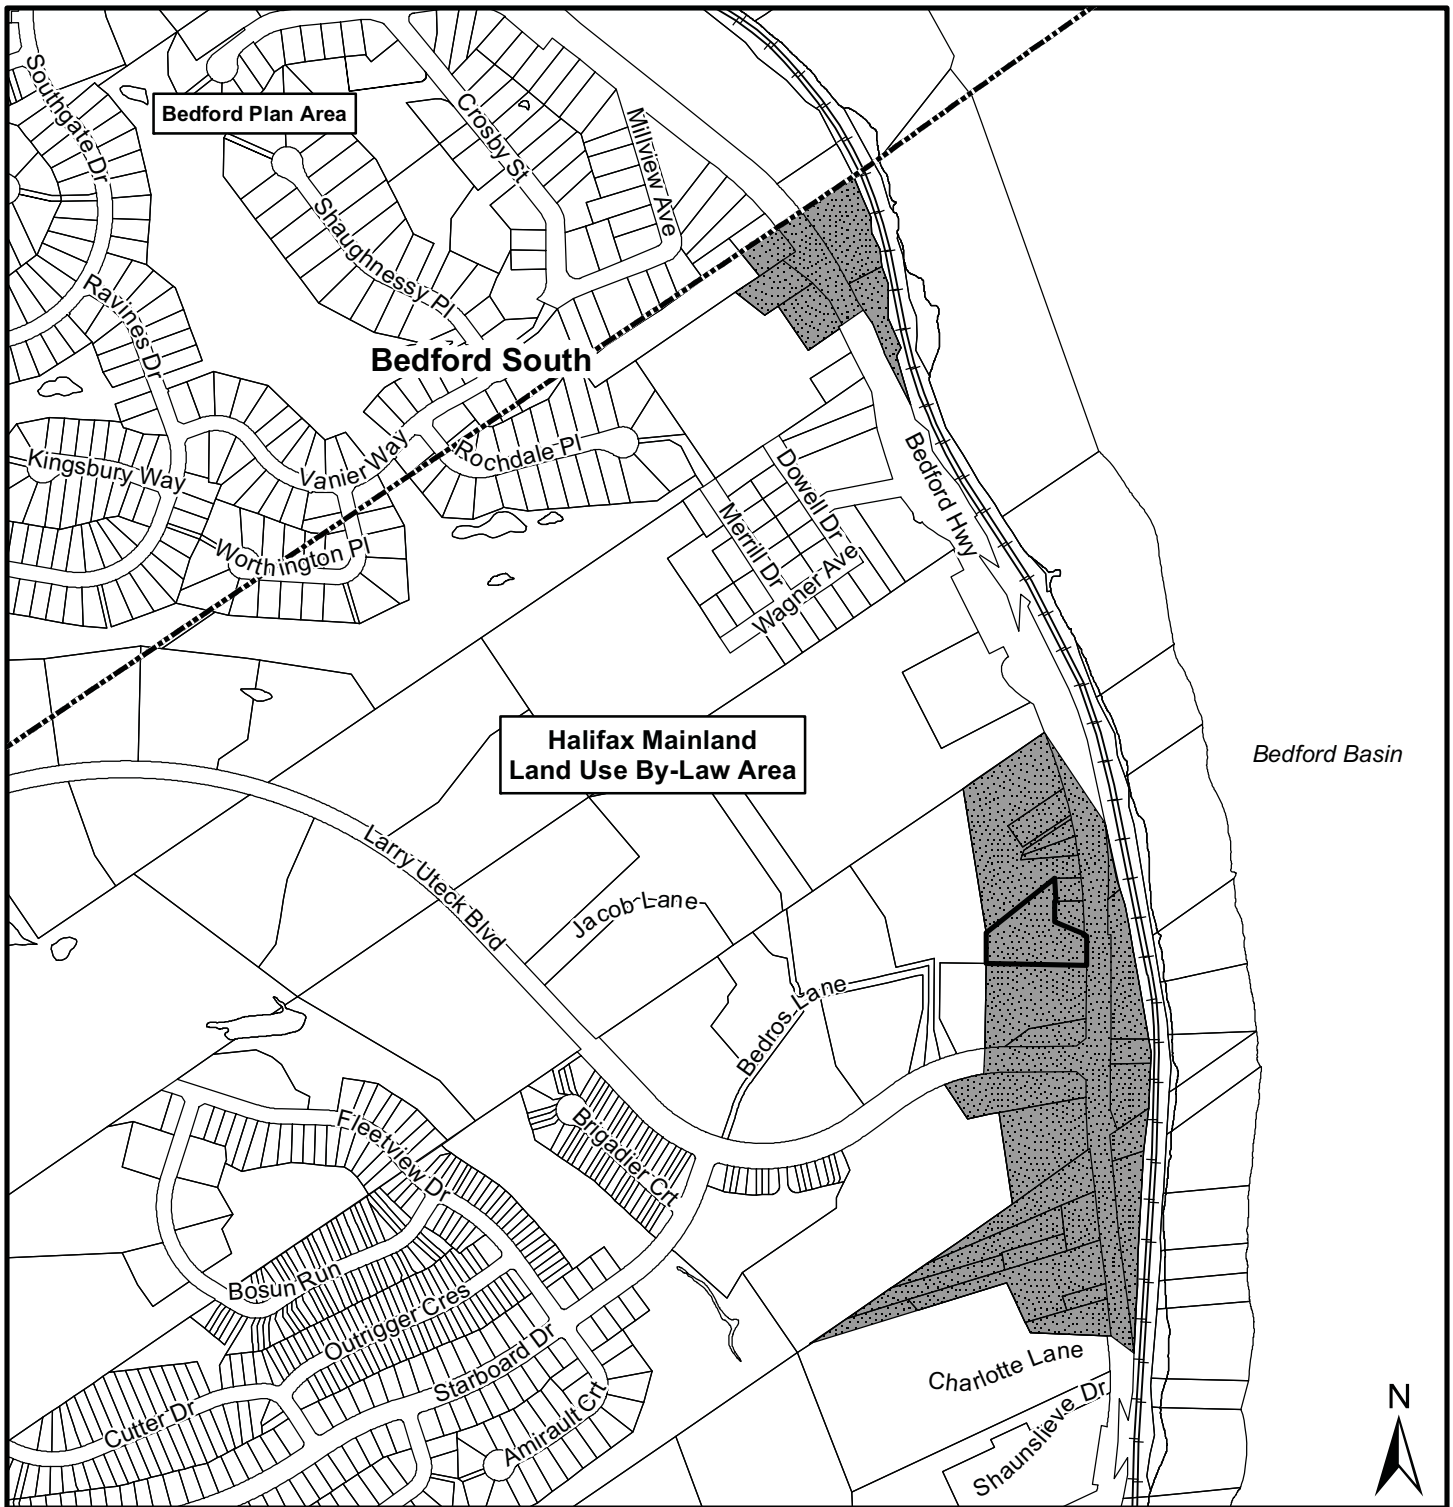 Southgate Dr
Bedford Plan Area
Crosby St
Millview Ave
Shaughnessy Pl
Ravines Dr
Bedford South
Kingsbury Way
Vanier Way
Rochdale Pl
Bedford Hwy
Dowell Dr
Merrill Dr
Wagner Ave
Worthington Pl
Halifax Mainland
Land Use By-Law Area
Bedford Basin
Larry Uteck Blvd
Jacob Lane
Bedros Lane
Fleetview Dr
Brigadier Crt
Bosun Run
Outrigger Cres
Starboard Dr
Cutter Dr
Amirault Crt
Charlotte Lane
Shaunslieve Dr
N